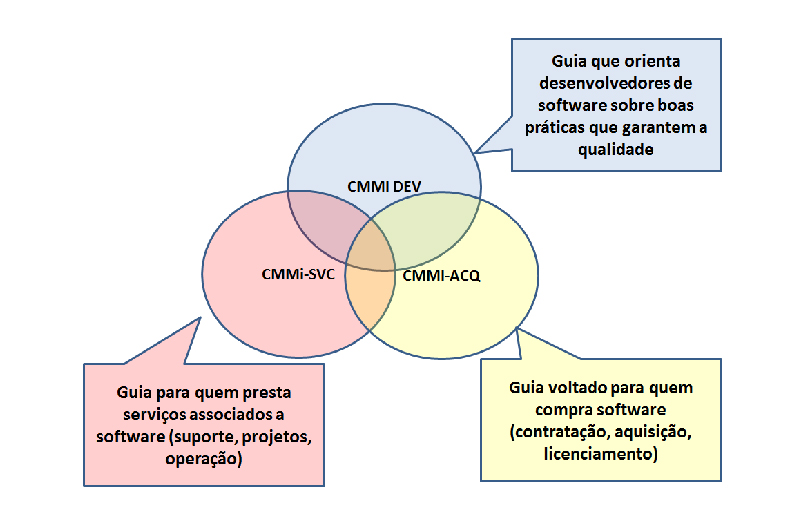 Guia que orienta
desenvolvedores de
software sobre boas
práticas que garantem a
qualidade
CMMI DEV
CMMi-SVC
CMMI-ACQ
Guia para quem presta
serviços associados a
software (suporte, projetos,
operação)
Guia voltado para quem
compra software
(contratação, aquisição,
licenciamento)